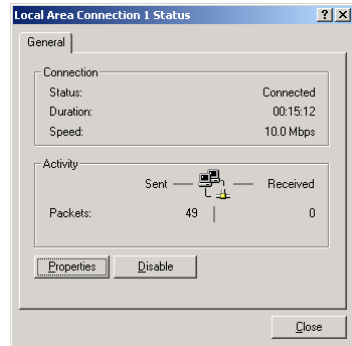 Local Area Connection 1 Status
General
Connection
Status: Connected
Duration: 00:15:12
Speed: 10.0 Mbps
Activity
Sent Received
Packets: 49 0
Properties Disable
Close